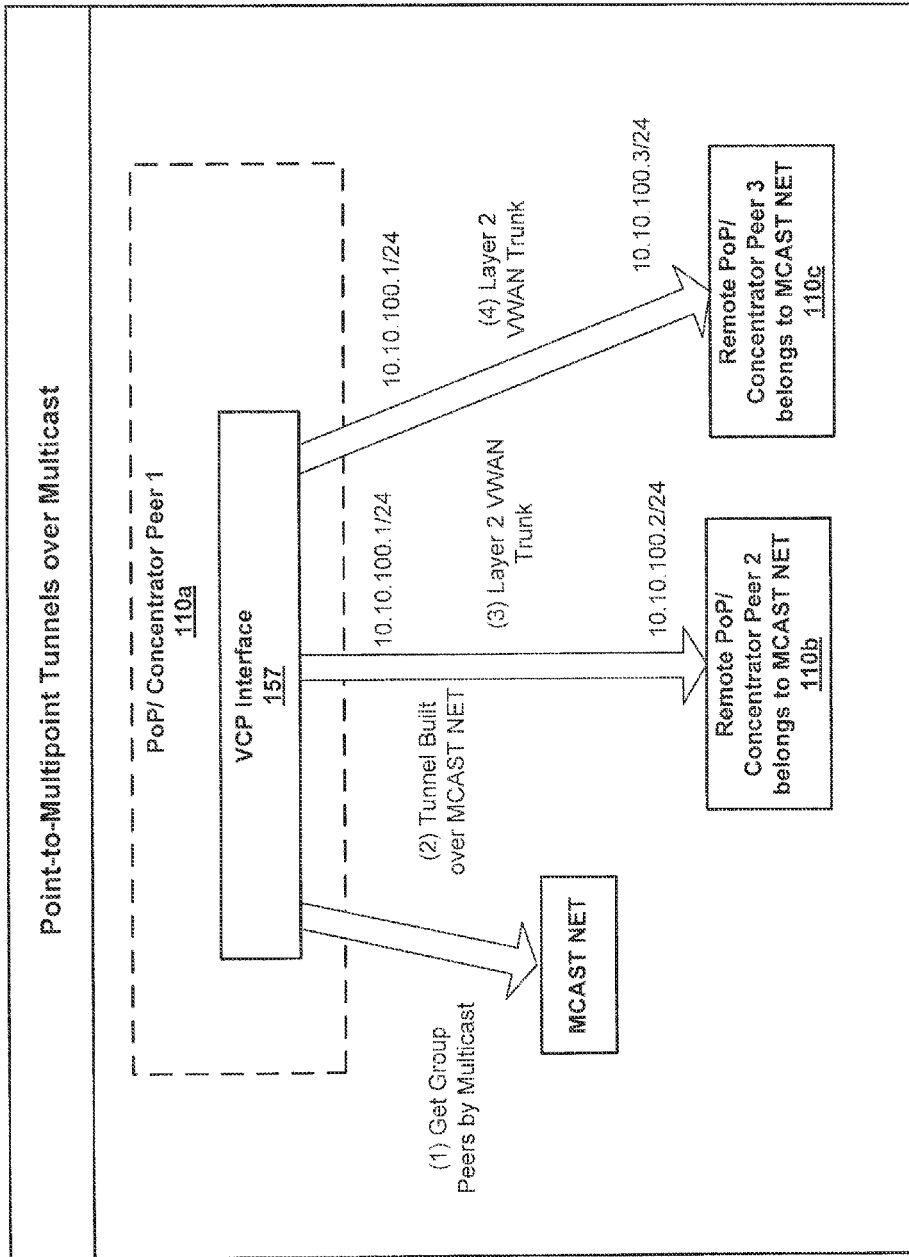 Point-to-Multipoint Tunnels over Multicast
PoP/ Concentrator Peer 1
110a
VCP Interface
157
(1) Get Group
Peers by Multicast
MCAST NET
(2) Tunnel Built
over MCAST NET
10.10.100.1/24
(3) Layer 2 VWAN
Trunk
10.10.100.2/24
10.10.100.1/24
(4) Layer 2
VWAN Trunk
10.10.100.3/24
Remote PoP/
Concentrator Peer 2
belongs to MCAST NET
110b
Remote PoP/
Concentrator Peer 3
belongs to MCAST NET
110c